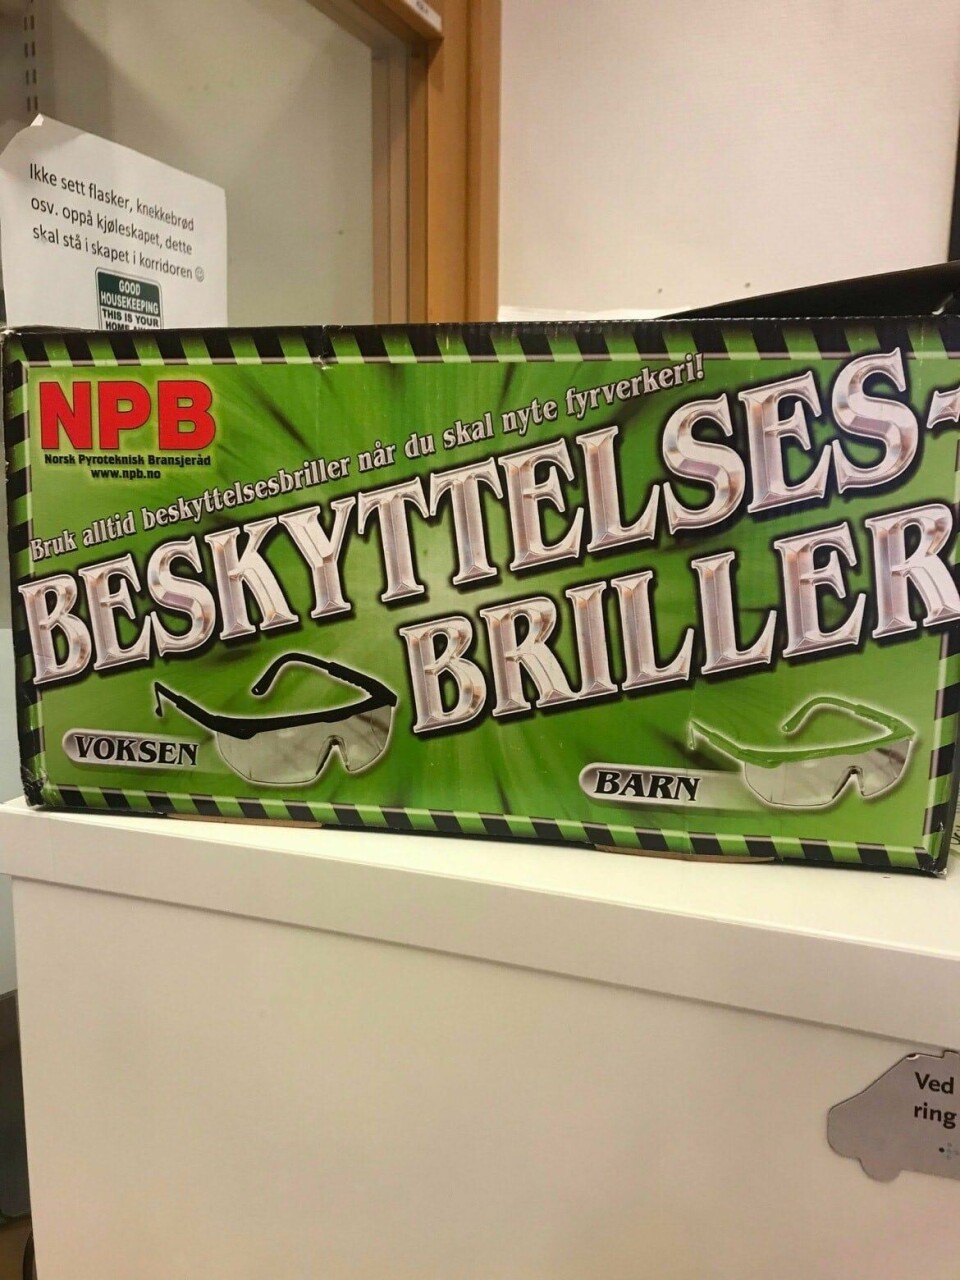 Ikke sett flasker, knekkebrød
osv. oppå kjøleskapet, dette
skal stå i skapet i korridoren ☺
GOOD
HOUSEKEEPING
THIS IS YOUR
NPB
Norsk Pyroteknisk Bransjeråd
www.npb.no
Bruk alltid beskyttelsesbriller når du skal nyte fyrverkeri!
BESKYTTELSES-
BRILLER
VOKSEN
BARN
Ved
ring